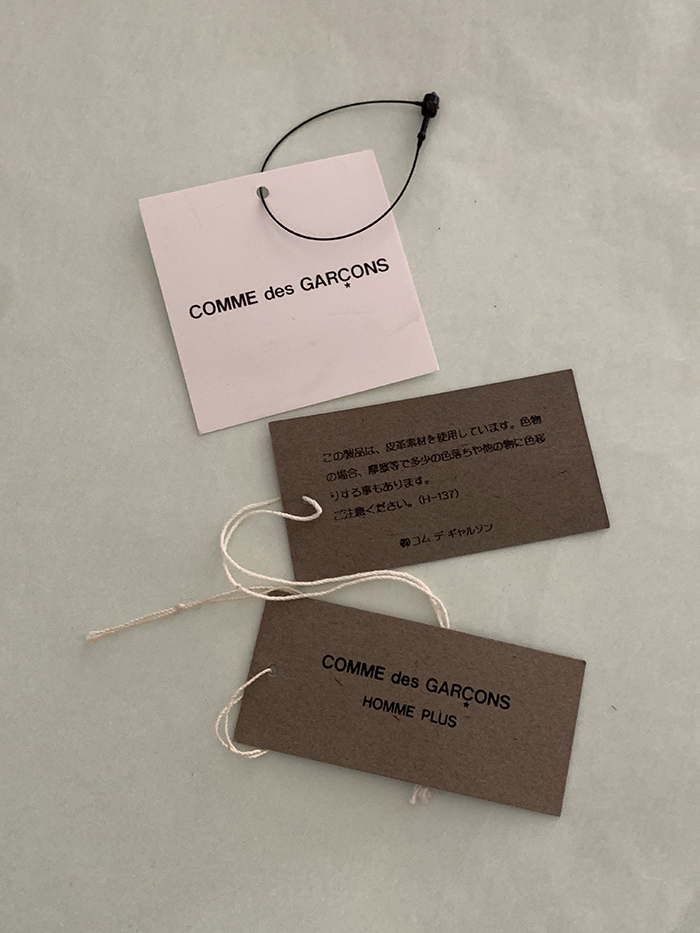 COMME des GARÇONS
この製品は、皮革素材を使用しています。色物
の場合、摩擦等で多少の色落ちや他の物に色移
りする事もあります。
ご注意ください。(H-137)
㈱コム デ ギャルソン
COMME des GARÇONS
HOMME PLUS